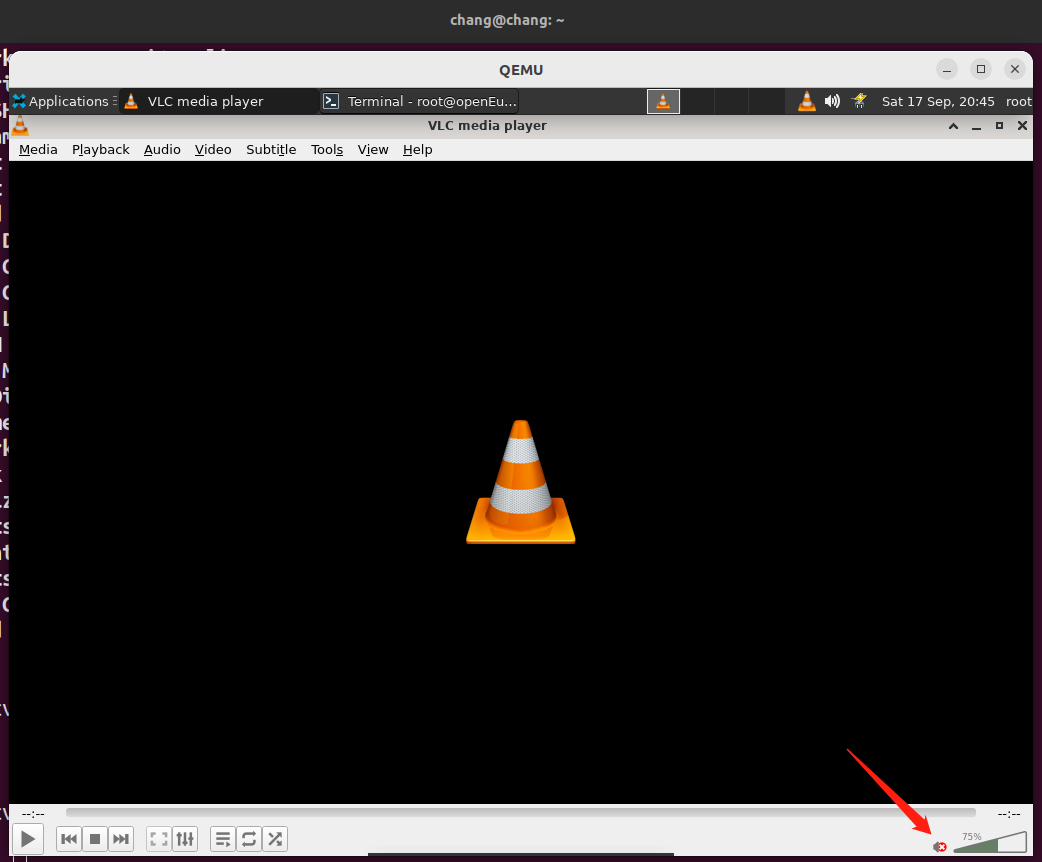 chang@chang: ~
QEMU
Applications VLC media player Terminal - root@openEu... Sat 17 Sep, 20:45 root
VLC media player
Media Playback Audio Video Subtitle Tools View Help
--:-- --:--
75%